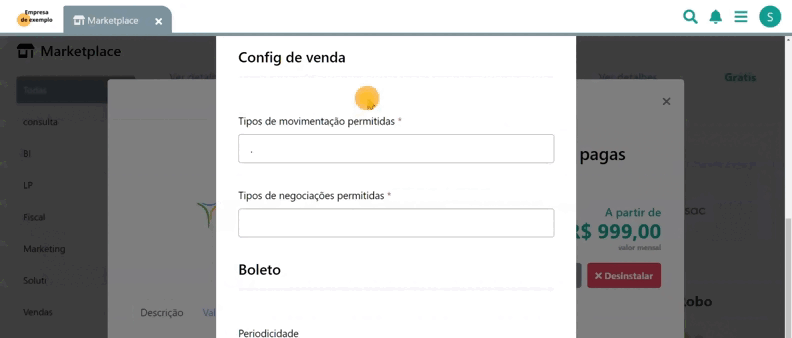 Empresa
de exemplo
Marketplace
S
Marketplace
Config de venda
Ver detalhes
Ver detalhes
Gratis
Todos
consulta
Tipos de movimentação permitidas *
BI
.
pagas
LP
Tipos de negociações permitidas *
Fiscal
A partir de
R$ 999,00
valor mensal
Marketing
Boleto
Desinstalar
Soluti
Vendas
Descrição
Periodicidade